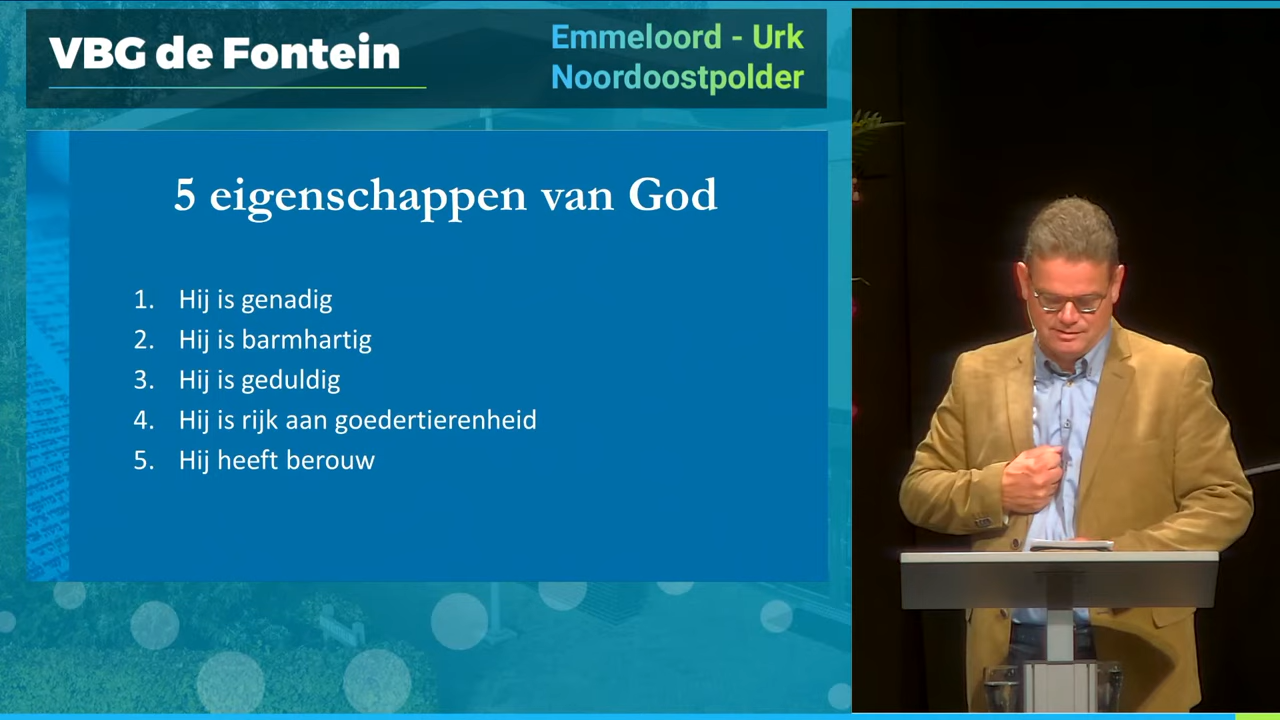 VBG de Fontein
Emmeloord - Urk
Noordoostpolder
5 eigenschappen van God
1. Hij is genadig
2. Hij is barmhartig
3. Hij is geduldig
4. Hij is rijk aan goedertierenheid
5. Hij heeft berouw